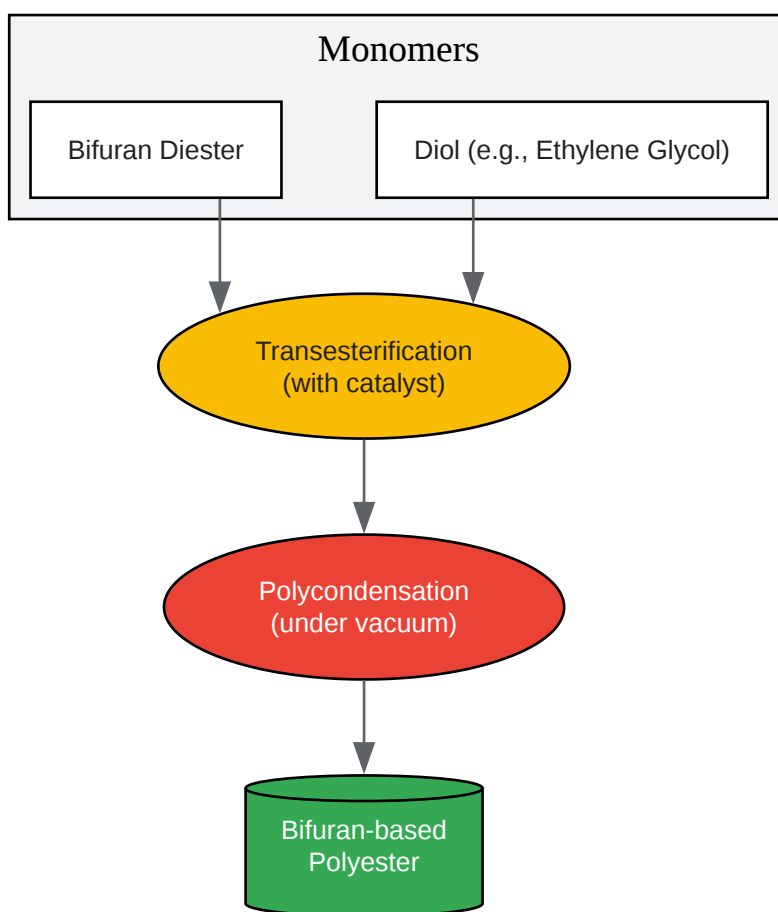 Monomers
Bifuran Diester
Diol (e.g., Ethylene Glycol)
Transesterification
(with catalyst)
Polycondensation
(under vacuum)
Bifuran-based
Polyester